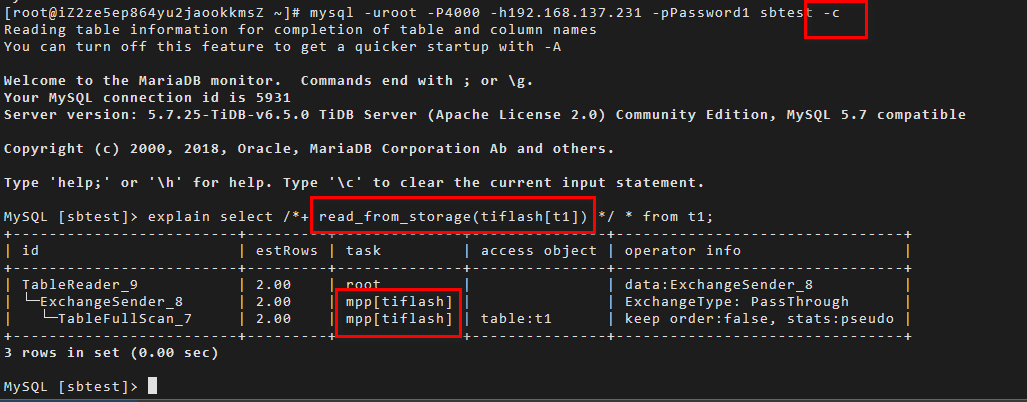 [root@iZ2ze5ep864yu2jaookkmsZ ~]# mysql -uroot -P4000 -h192.168.137.231 -pPassword1 sbtest -c
Reading table information for completion of table and column names
You can turn off this feature to get a quicker startup with -A
Welcome to the MariaDB monitor.  Commands end with ; or \g.
Your MySQL connection id is 5931
Server version: 5.7.25-TiDB-v6.5.0 TiDB Server (Apache License 2.0) Community Edition, MySQL 5.7 compatible
Copyright (c) 2000, 2018, Oracle, MariaDB Corporation Ab and others.
Type 'help;' or '\h' for help. Type '\c' to clear the current input statement.
MySQL [sbtest]> explain select /*+ read_from_storage(tiflash[t1]) */ * from t1;
+------------------------+---------+--------------+---------------+--------------------------------+
| id                     | estRows | task         | access object | operator info                  |
+------------------------+---------+--------------+---------------+--------------------------------+
| TableReader_9          | 2.00    | root         |               | data:ExchangeSender_8          |
| └─ExchangeSender_8     | 2.00    | mpp[tiflash] |               | ExchangeType: PassThrough      |
|   └─TableFullScan_7    | 2.00    | mpp[tiflash] | table:t1      | keep order:false, stats:pseudo |
+------------------------+---------+--------------+---------------+--------------------------------+
3 rows in set (0.00 sec)
MySQL [sbtest]>